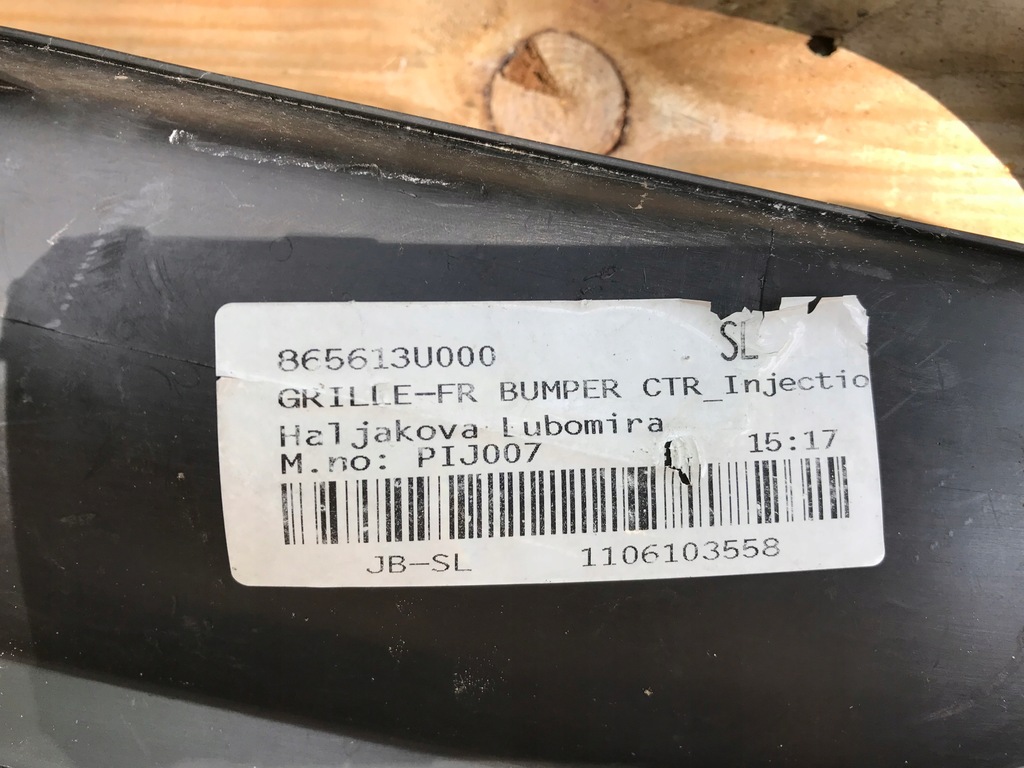 SL
865613U000
GRILLE-FR BUMPER CTR_Injectio
Haljakova Lubomira
M.no: PIJ007 15:17
JB-SL 1106103558